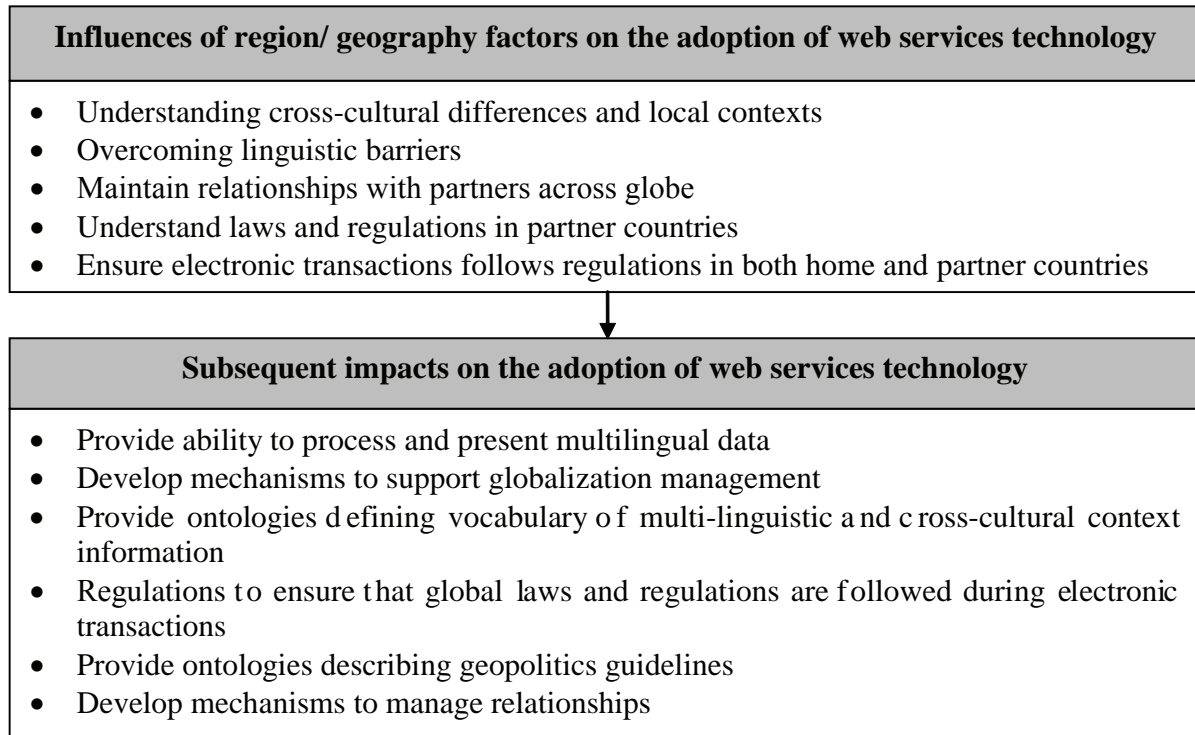 Influences of region/ geography factors on the adoption of web services technology
• Understanding cross-cultural differences and local contexts
• Overcoming linguistic barriers
• Maintain relationships with partners across globe
• Understand laws and regulations in partner countries
• Ensure electronic transactions follows regulations in both home and partner countries
Subsequent impacts on the adoption of web services technology
• Provide ability to process and present multilingual data
• Develop mechanisms to support globalization management
• Provide ontologies defining vocabulary of multi-linguistic and cross-cultural context
information
• Regulations to ensure that global laws and regulations are followed during electronic
transactions
• Provide ontologies describing geopolitics guidelines
• Develop mechanisms to manage relationships